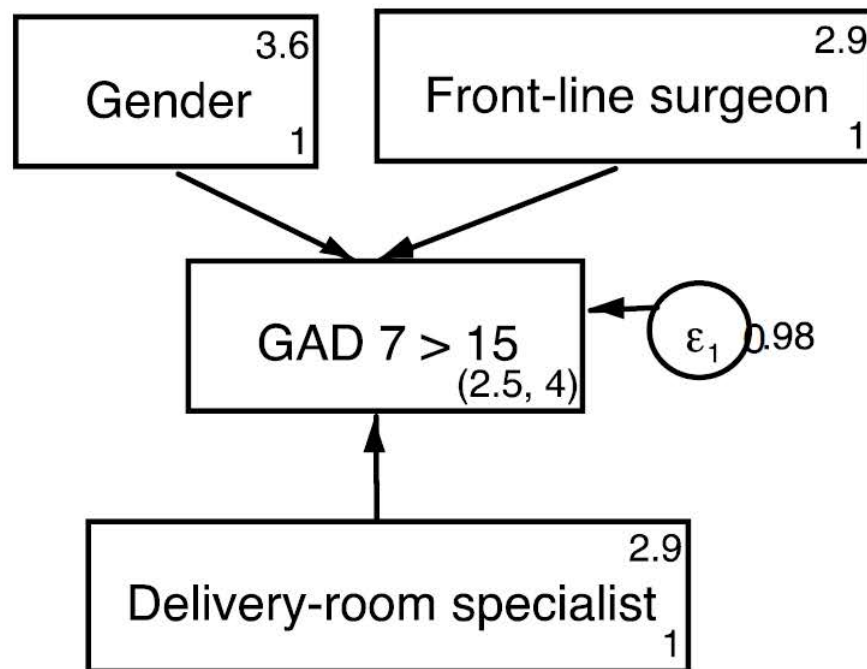 3.6
Gender
1
2.9
Front-line surgeon
1
GAD 7 > 15
(2.5, 4)
ε₁ 0.98
2.9
Delivery-room specialist
1